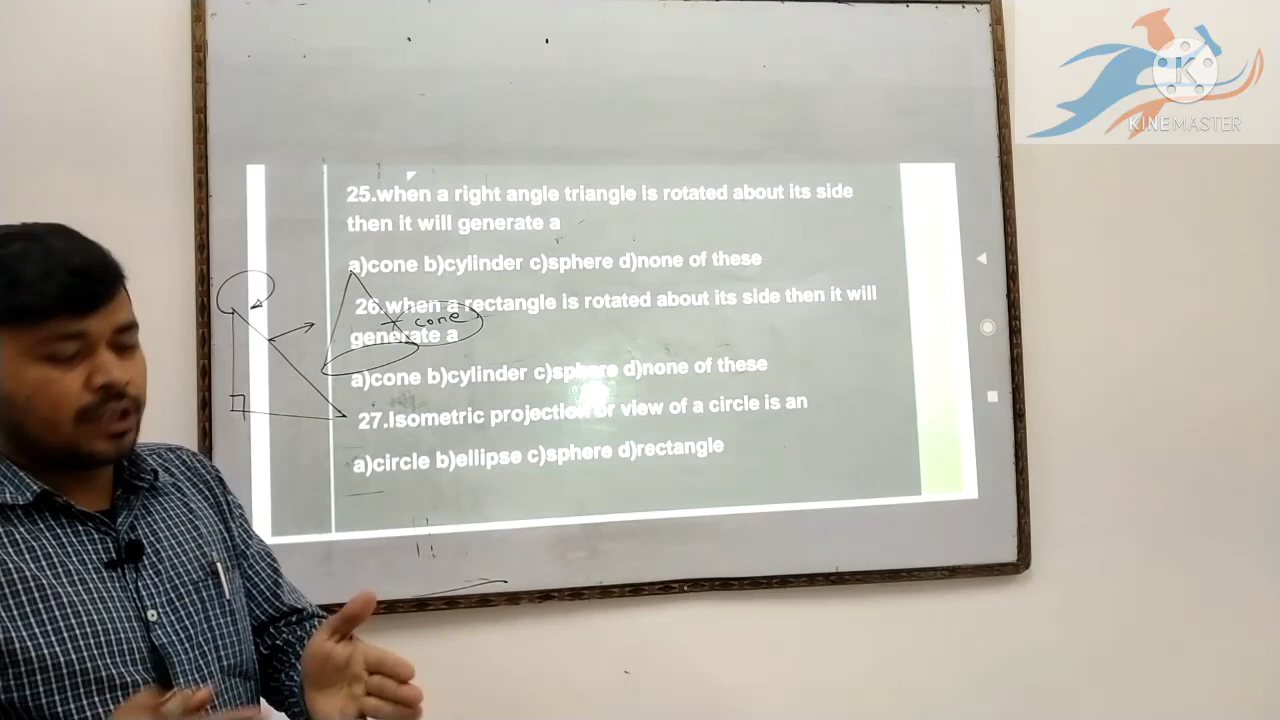 KINEMASTER
25.when a right angle triangle is rotated about its side
then it will generate a
a)cone b)cylinder c)sphere d)none of these
26.when a rectangle is rotated about its side then it will
cone
generate a
a)cone b)cylinder c)sphere d)none of these
27.Isometric projection or view of a circle is an
a)circle b)ellipse c)sphere d)rectangle